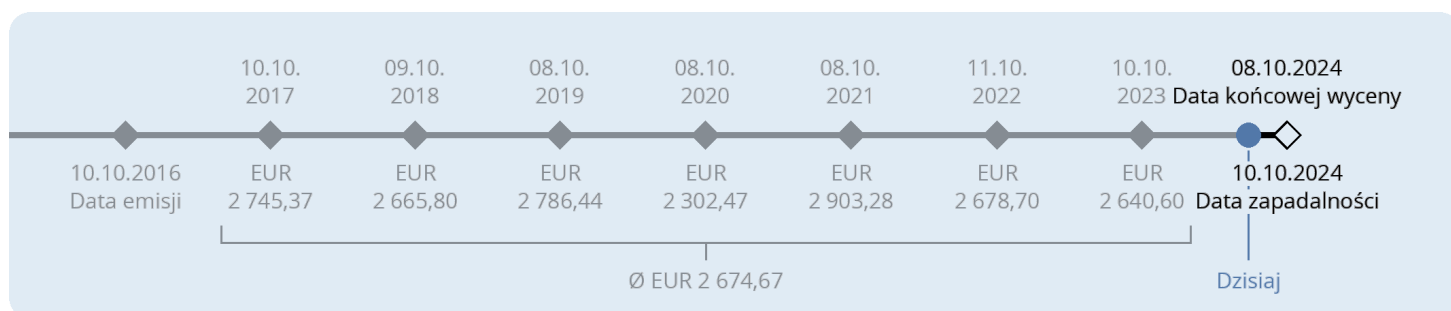 10.10.
2017
09.10.
2018
08.10.
2019
08.10.
2020
08.10.
2021
11.10.
2022
10.10.
2023
08.10.2024
Data końcowej wyceny
10.10.2016
Data emisji
EUR
2 745,37
EUR
2 665,80
EUR
2 786,44
EUR
2 302,47
EUR
2 903,28
EUR
2 678,70
EUR
2 640,60
10.10.2024
Data zapadalności
Ø EUR 2 674,67
Dzisiaj